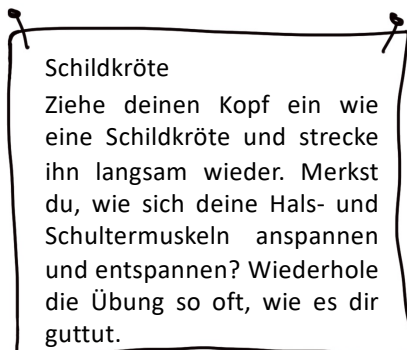 Schildkröte
Ziehe deinen Kopf ein wie
eine Schildkröte und strecke
ihn langsam wieder. Merkst
du, wie sich deine Hals- und
Schultermuskeln anspannen
und entspannen? Wiederhole
die Übung so oft, wie es dir
guttut.